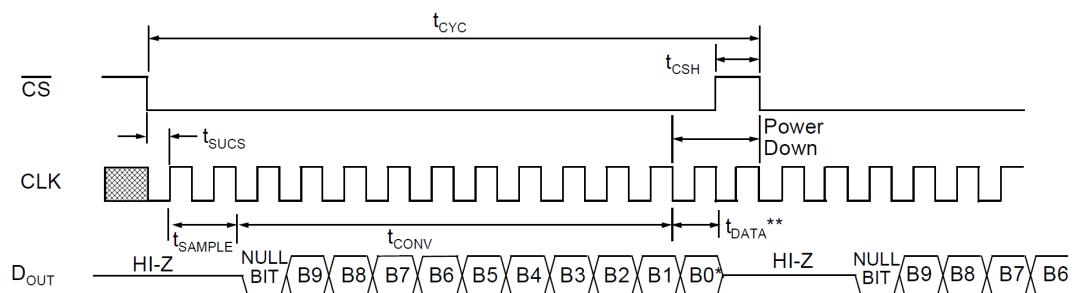 tCYC
tCSH
CS
Power
Down
tSUCS
CLK
tSAMPLE
tCONV
tDATA**
HI-Z
NULL
BIT
B9
B8
B7
B6
B5
B4
B3
B2
B1
B0*
HI-Z
NULL
BIT
B9
B8
B7
B6
DOUT